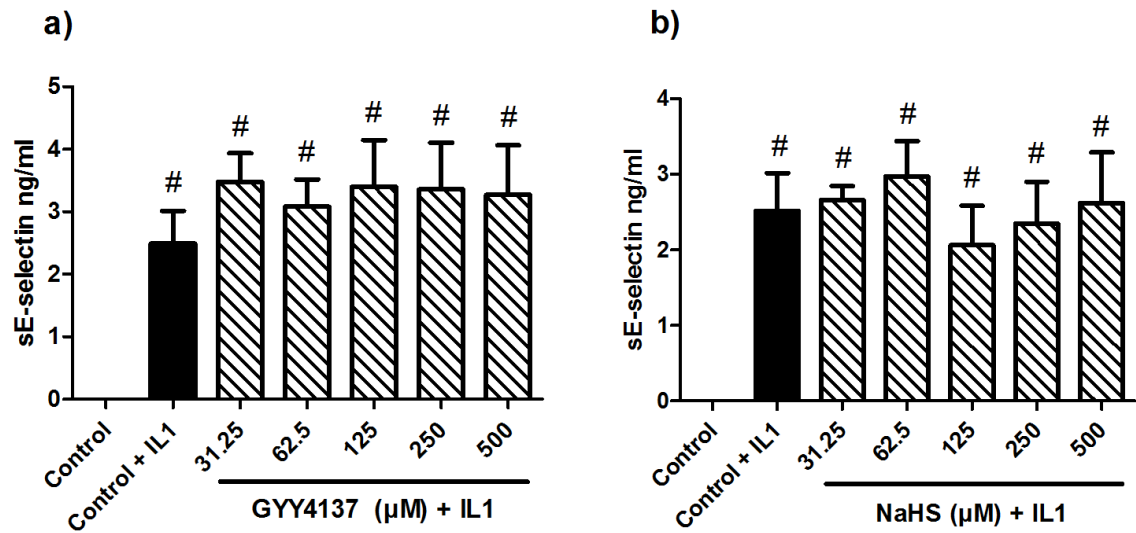 a)
sE-selectin ng/ml
5
4
3
2
1
0
# # # # # #
Control
Control + IL1
31.25
62.5
125
250
500
GYY4137 (µM) + IL1
b)
sE-selectin ng/ml
4
3
2
1
0
# # # # # #
Control
Control + IL1
31.25
62.5
125
250
500
NaHS (µM) + IL1